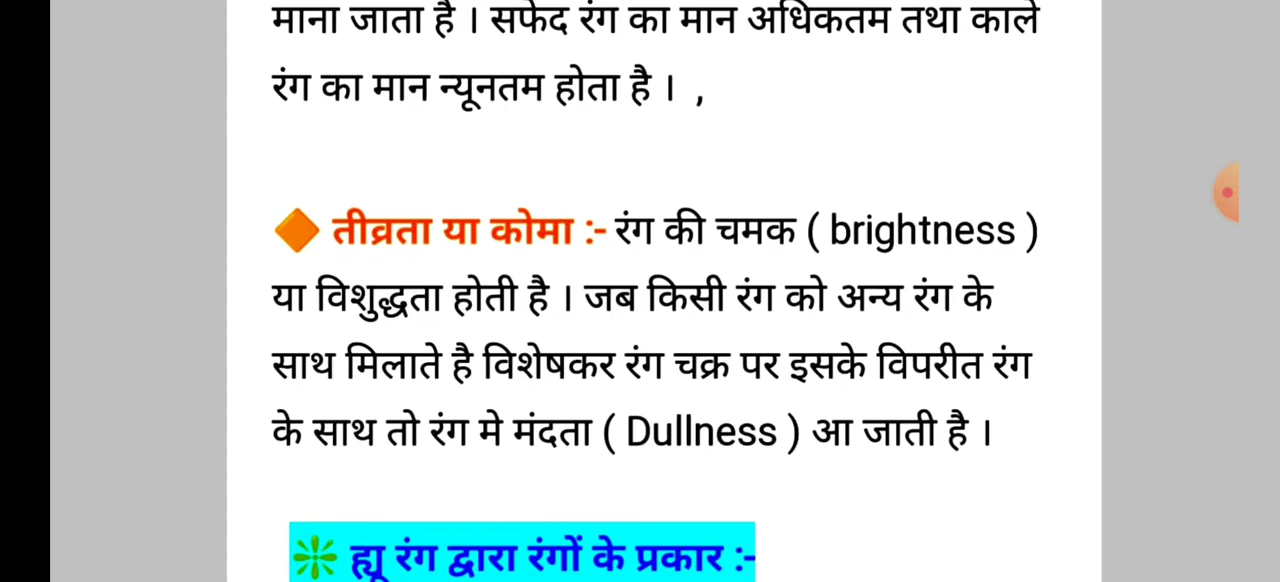 माना जाता है । सफेद रंग का मान अधिकतम तथा काले
रंग का मान न्यूनतम होता है । ,
🔶 तीव्रता या कोमा :- रंग की चमक ( brightness )
या विशुद्धता होती है । जब किसी रंग को अन्य रंग के
साथ मिलाते है विशेषकर रंग चक्र पर इसके विपरीत रंग
के साथ तो रंग मे मंदता ( Dullness ) आ जाती है ।
❇ ह्यू रंग द्वारा रंगों के प्रकार :-